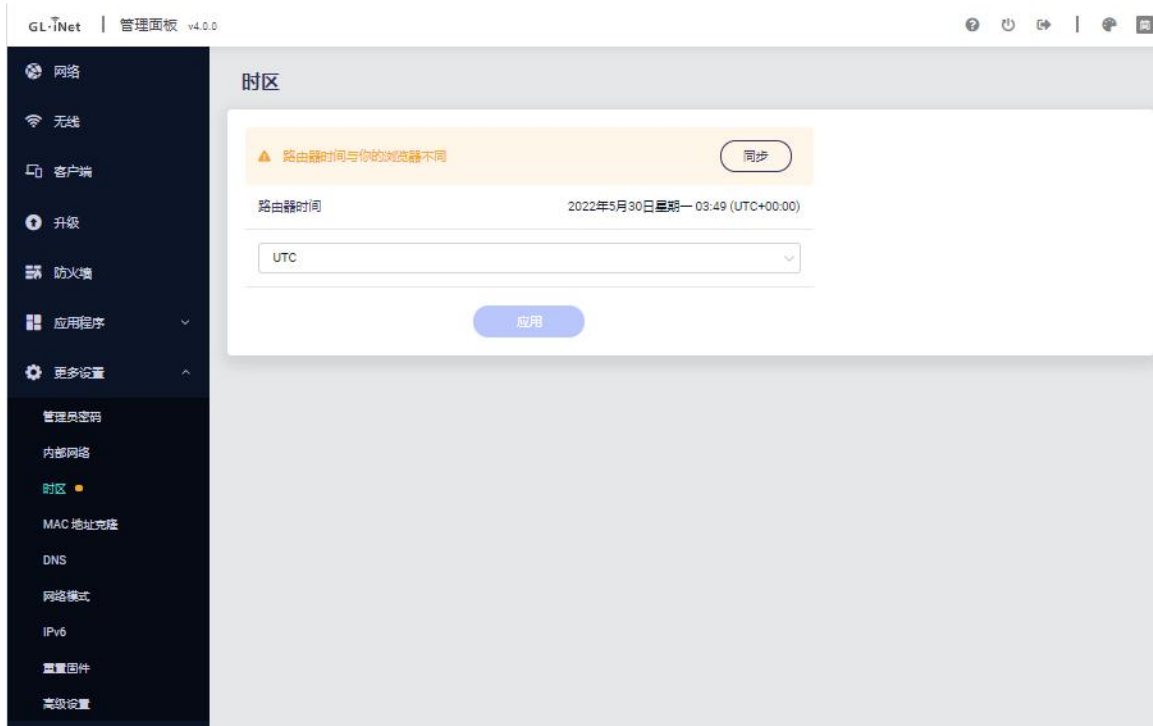 GL·iNet | 管理面板 v4.0.0
简
网络
时区
无线
路由器时间与你的浏览器不同 同步
客户端
路由器时间 2022年5月30日星期一 03:49 (UTC+00:00)
升级
UTC
防火墙
应用程序
应用
更多设置
管理员密码
内部网络
时区
MAC 地址克隆
DNS
网络模式
IPv6
重置固件
高级设置